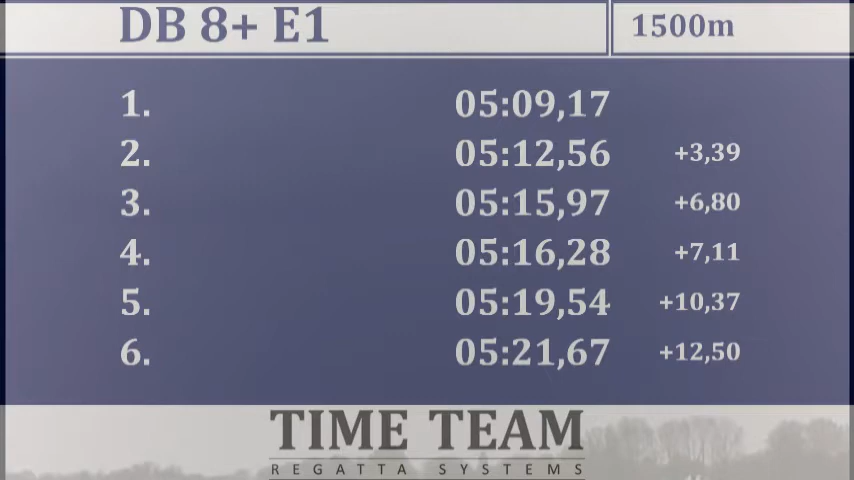 DB 8+ E1 1500m
1. 05:09,17
2. 05:12,56 +3,39
3. 05:15,97 +6,80
4. 05:16,28 +7,11
5. 05:19,54 +10,37
6. 05:21,67 +12,50
TIME TEAM
REGATTA SYSTEMS